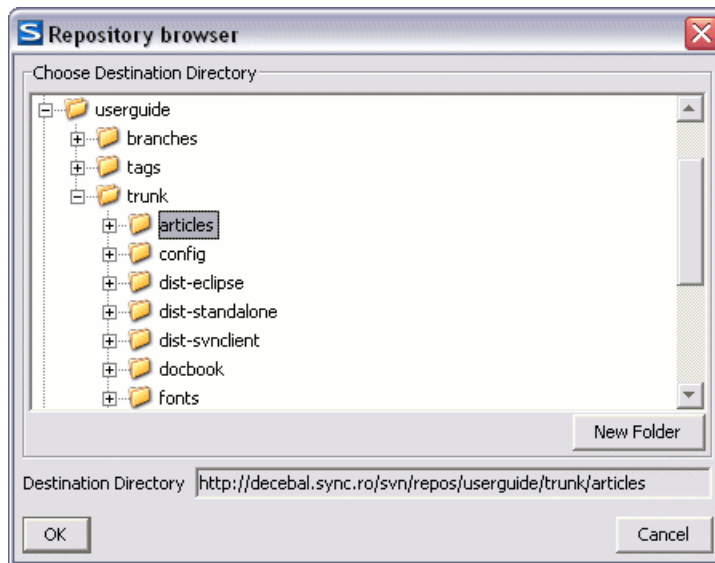 S Repository browser
Choose Destination Directory
userguide
branches
tags
trunk
articles
config
dist-eclipse
dist-standalone
dist-svnclient
docbook
fonts
New Folder
Destination Directory http://decebal.sync.ro/svn/repos/userguide/trunk/articles
OK Cancel